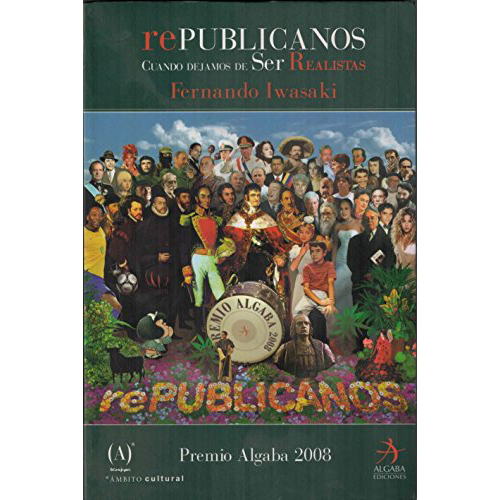 rePUBLICANOS
CUANDO DEJAMOS DE Ser REALISTAS
Fernando Iwasaki
PREMIO ALGABA 2008
rePUBLICANOS
(A)
ÁMBITO cultural
Premio Algaba 2008
ALGABA
EDICIONES